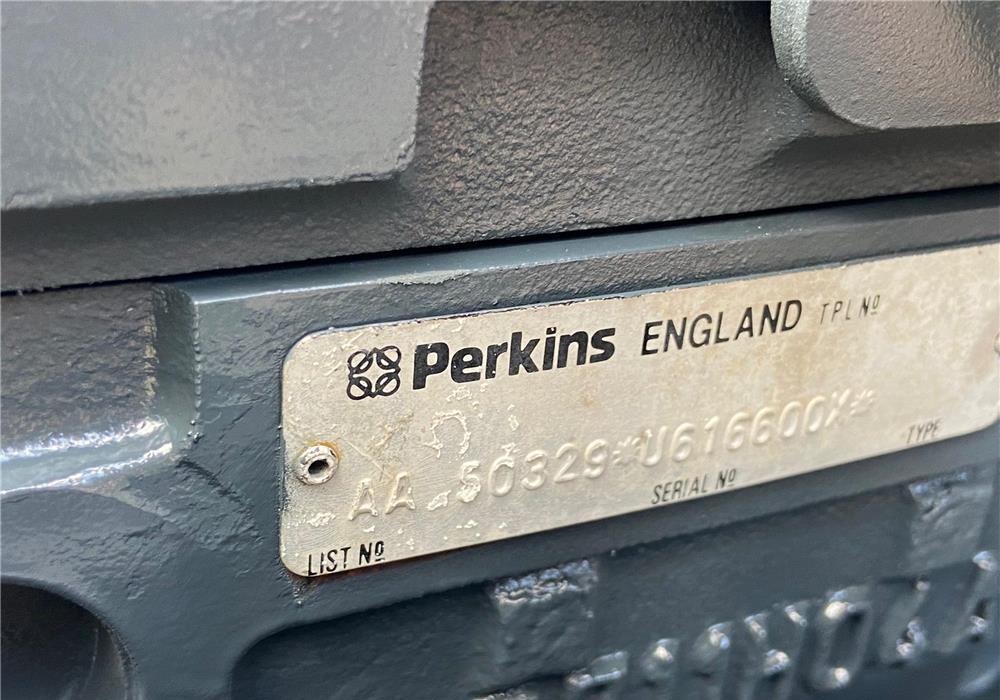 Perkins ENGLAND TPL Nº
AA 50329*U616600X*
LIST Nº SERIAL Nº TYPE